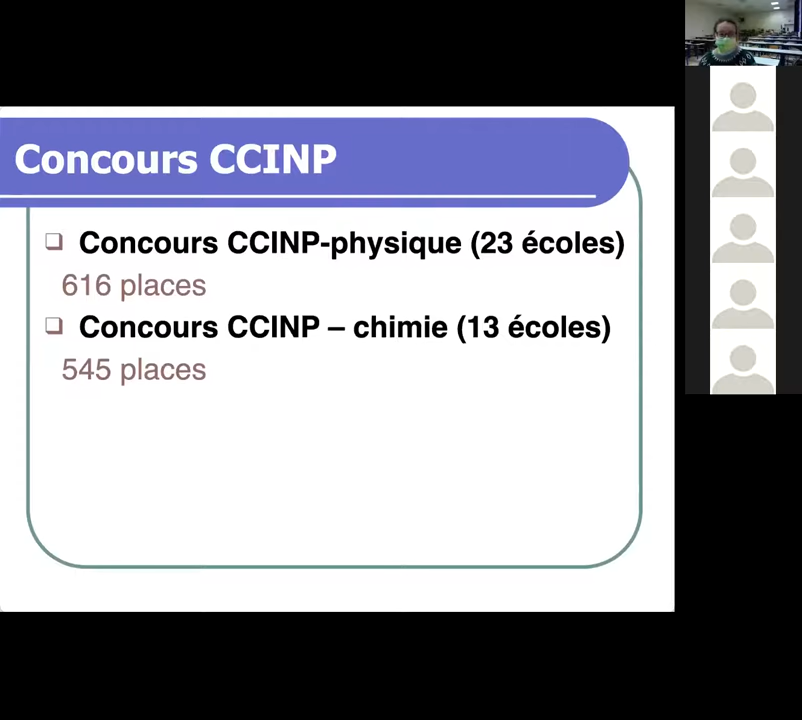 Concours CCINP
Concours CCINP-physique (23 écoles)
616 places
Concours CCINP – chimie (13 écoles)
545 places